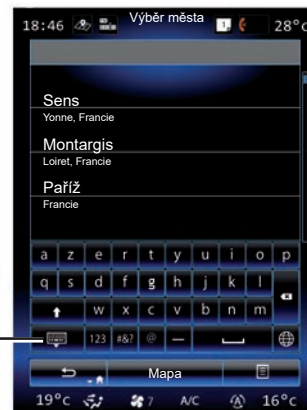 18:46 Výběr města 28°c
Sens
Yonne, Francie
Montargis
Loiret, Francie
Paříž
Francie
a z e r t y u i o p
q s d f g h j k l
w x c v b n m
123 #&? @ —
Mapa
19°c 7 A/C 16°c